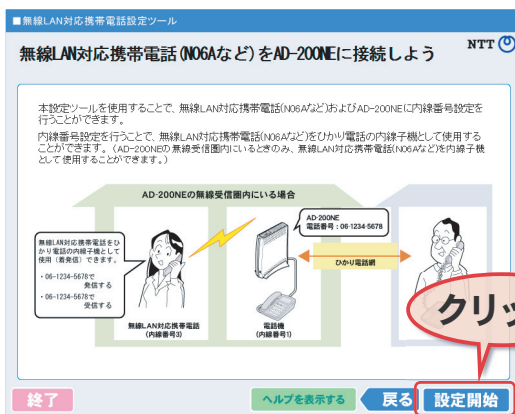 ■無線LAN対応携帯電話設定ツール
無線LAN対応携帯電話(N06Aなど)をAD-200NEに接続しよう
NTT
本設定ツールを使用することで、無線LAN対応携帯電話(N06Aなど)およびAD-200NEに内線番号設定を
行うことができます。
内線番号設定を行うことで、無線LAN対応携帯電話(N06Aなど)をひかり電話の内線子機として使用する
ことができます。(AD-200NEの無線受信圏内にいるときのみ、無線LAN対応携帯電話(N06Aなど)を内線子機
として使用することができます。)
AD-200NEの無線受信圏内にいる場合
AD-200NE
電話番号:06-1234-5678
無線LAN対応携帯電話をひ
かり電話の内線子機として
使用(着発信)できます。
・06-1234-5678で
発信する
・06-1234-5678で
受信する
ひかり電話網
無線LAN対応携帯電話
(内線番号3)
電話機
(内線番号1)
クリッ
終了
ヘルプを表示する
戻る
設定開始